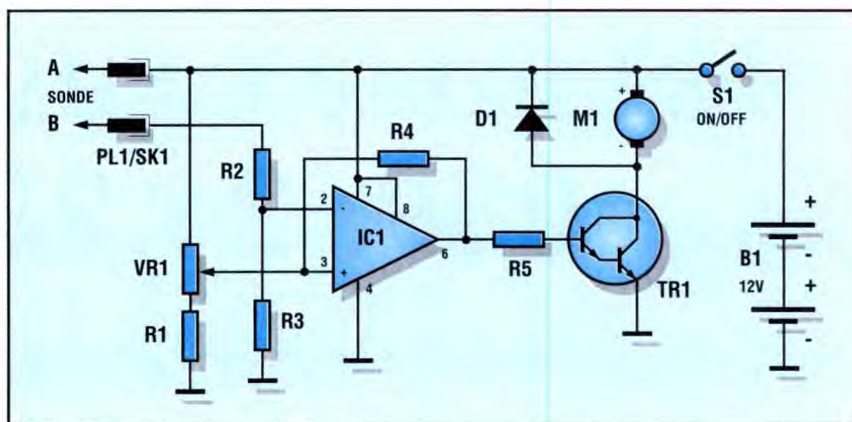 A
SONDE
B
PL1/SK1
R2
VR1
R1
R3
2
-
3
+
7
8
IC1
4
6
R4
R5
D1
M1
+
-
TR1
S1
ON/OFF
B1
12V
+
-
+
-